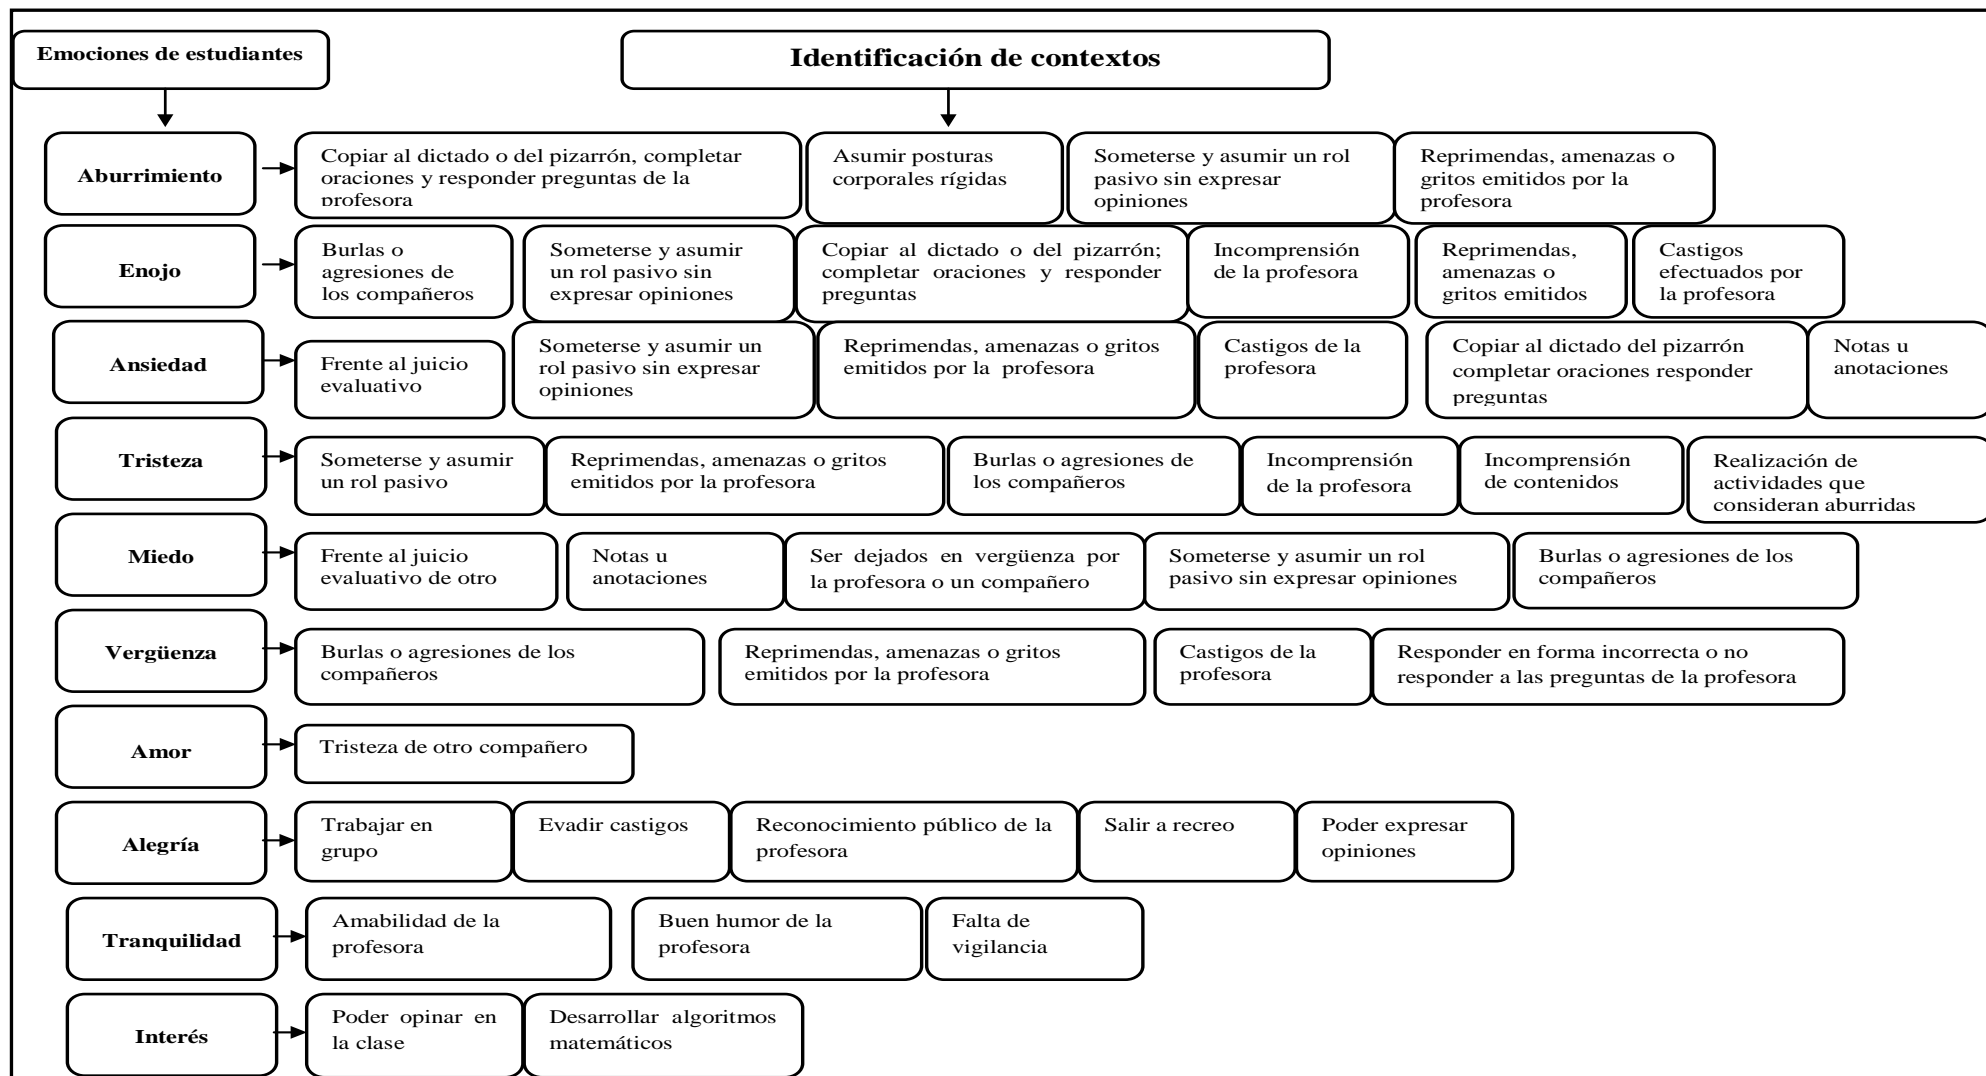 Emociones de estudiantes
Identificación de contextos
Aburrimiento
Copiar al dictado o del pizarrón, completar
oraciones y responder preguntas de la
profesora
Asumir posturas
corporales rígidas
Someterse y asumir un rol
pasivo sin expresar
opiniones
Reprimendas, amenazas o
gritos emitidos por la
profesora
Enojo
Burlas o
agresiones de
los compañeros
Someterse y asumir
un rol pasivo sin
expresar opiniones
Copiar al dictado o del pizarrón;
completar oraciones y responder
preguntas
Incomprensión
de la profesora
Reprimendas,
amenazas o
gritos emitidos
Castigos
efectuados por
la profesora
Ansiedad
Frente al juicio
evaluativo
Someterse y asumir un
rol pasivo sin expresar
opiniones
Reprimendas, amenazas o gritos
emitidos por la profesora
Castigos de la
profesora
Copiar al dictado del pizarrón
completar oraciones responder
preguntas
Notas u
anotaciones
Tristeza
Someterse y asumir
un rol pasivo
Reprimendas, amenazas o gritos
emitidos por la profesora
Burlas o agresiones de
los compañeros
Incomprensión
de la profesora
Incomprensión
de contenidos
Realización de
actividades que
consideran aburridas
Miedo
Frente al juicio
evaluativo de otro
Notas u
anotaciones
Ser dejados en vergüenza por
la profesora o un compañero
Someterse y asumir un rol
pasivo sin expresar opiniones
Burlas o agresiones de los
compañeros
Vergüenza
Burlas o agresiones de los
compañeros
Reprimendas, amenazas o gritos
emitidos por la profesora
Castigos de la
profesora
Responder en forma incorrecta o no
responder a las preguntas de la profesora
Amor
Tristeza de otro compañero
Alegría
Trabajar en
grupo
Evadir castigos
Reconocimiento público de la
profesora
Salir a recreo
Poder expresar
opiniones
Tranquilidad
Amabilidad de la
profesora
Buen humor de la
profesora
Falta de
vigilancia
Interés
Poder opinar en
la clase
Desarrollar algoritmos
matemáticos